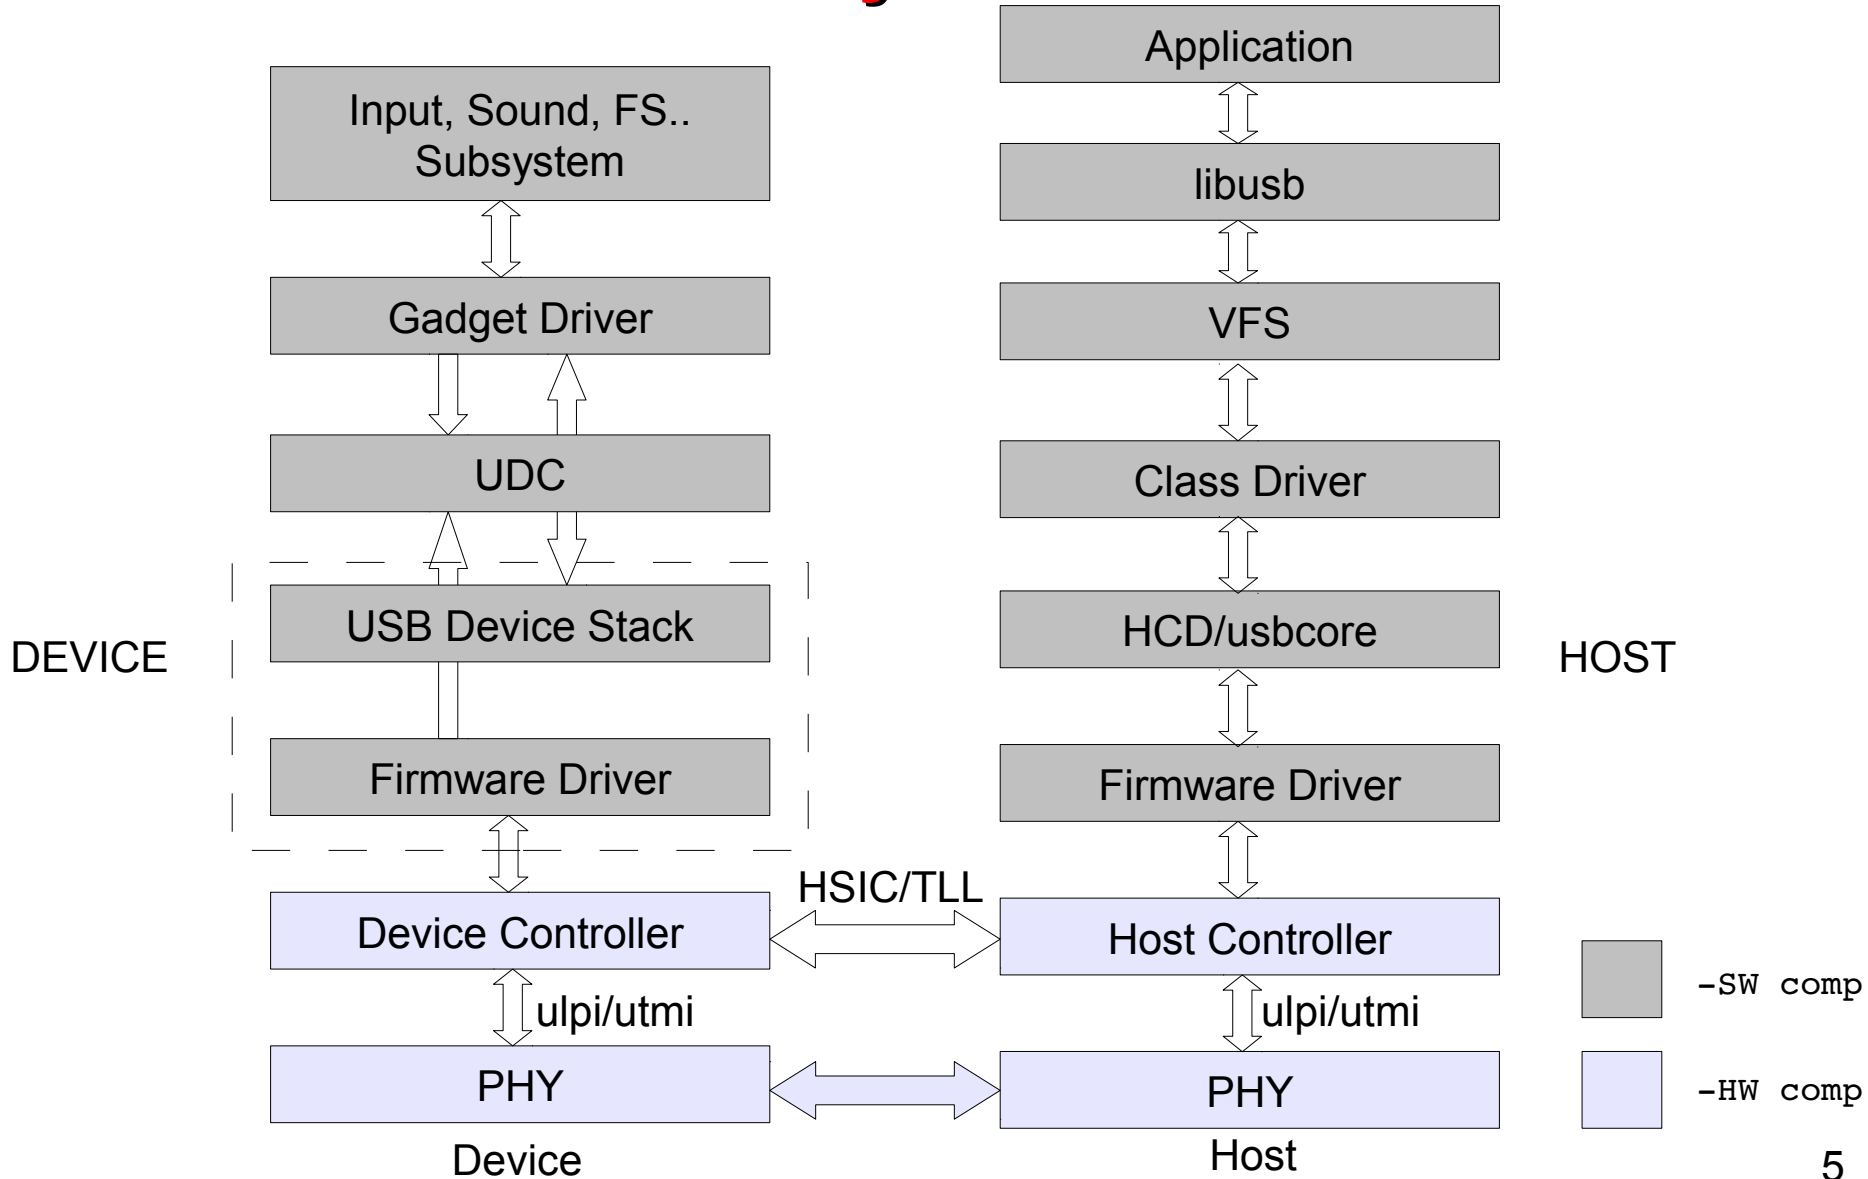 Input, Sound, FS..
Subsystem
Gadget Driver
UDC
USB Device Stack
Firmware Driver
Device Controller
ulpi/utmi
PHY
Device
DEVICE
HSIC/TLL
Application
libusb
VFS
Class Driver
HCD/usbcore
Firmware Driver
Host Controller
ulpi/utmi
PHY
Host
HOST
-SW comp
-HW comp
5